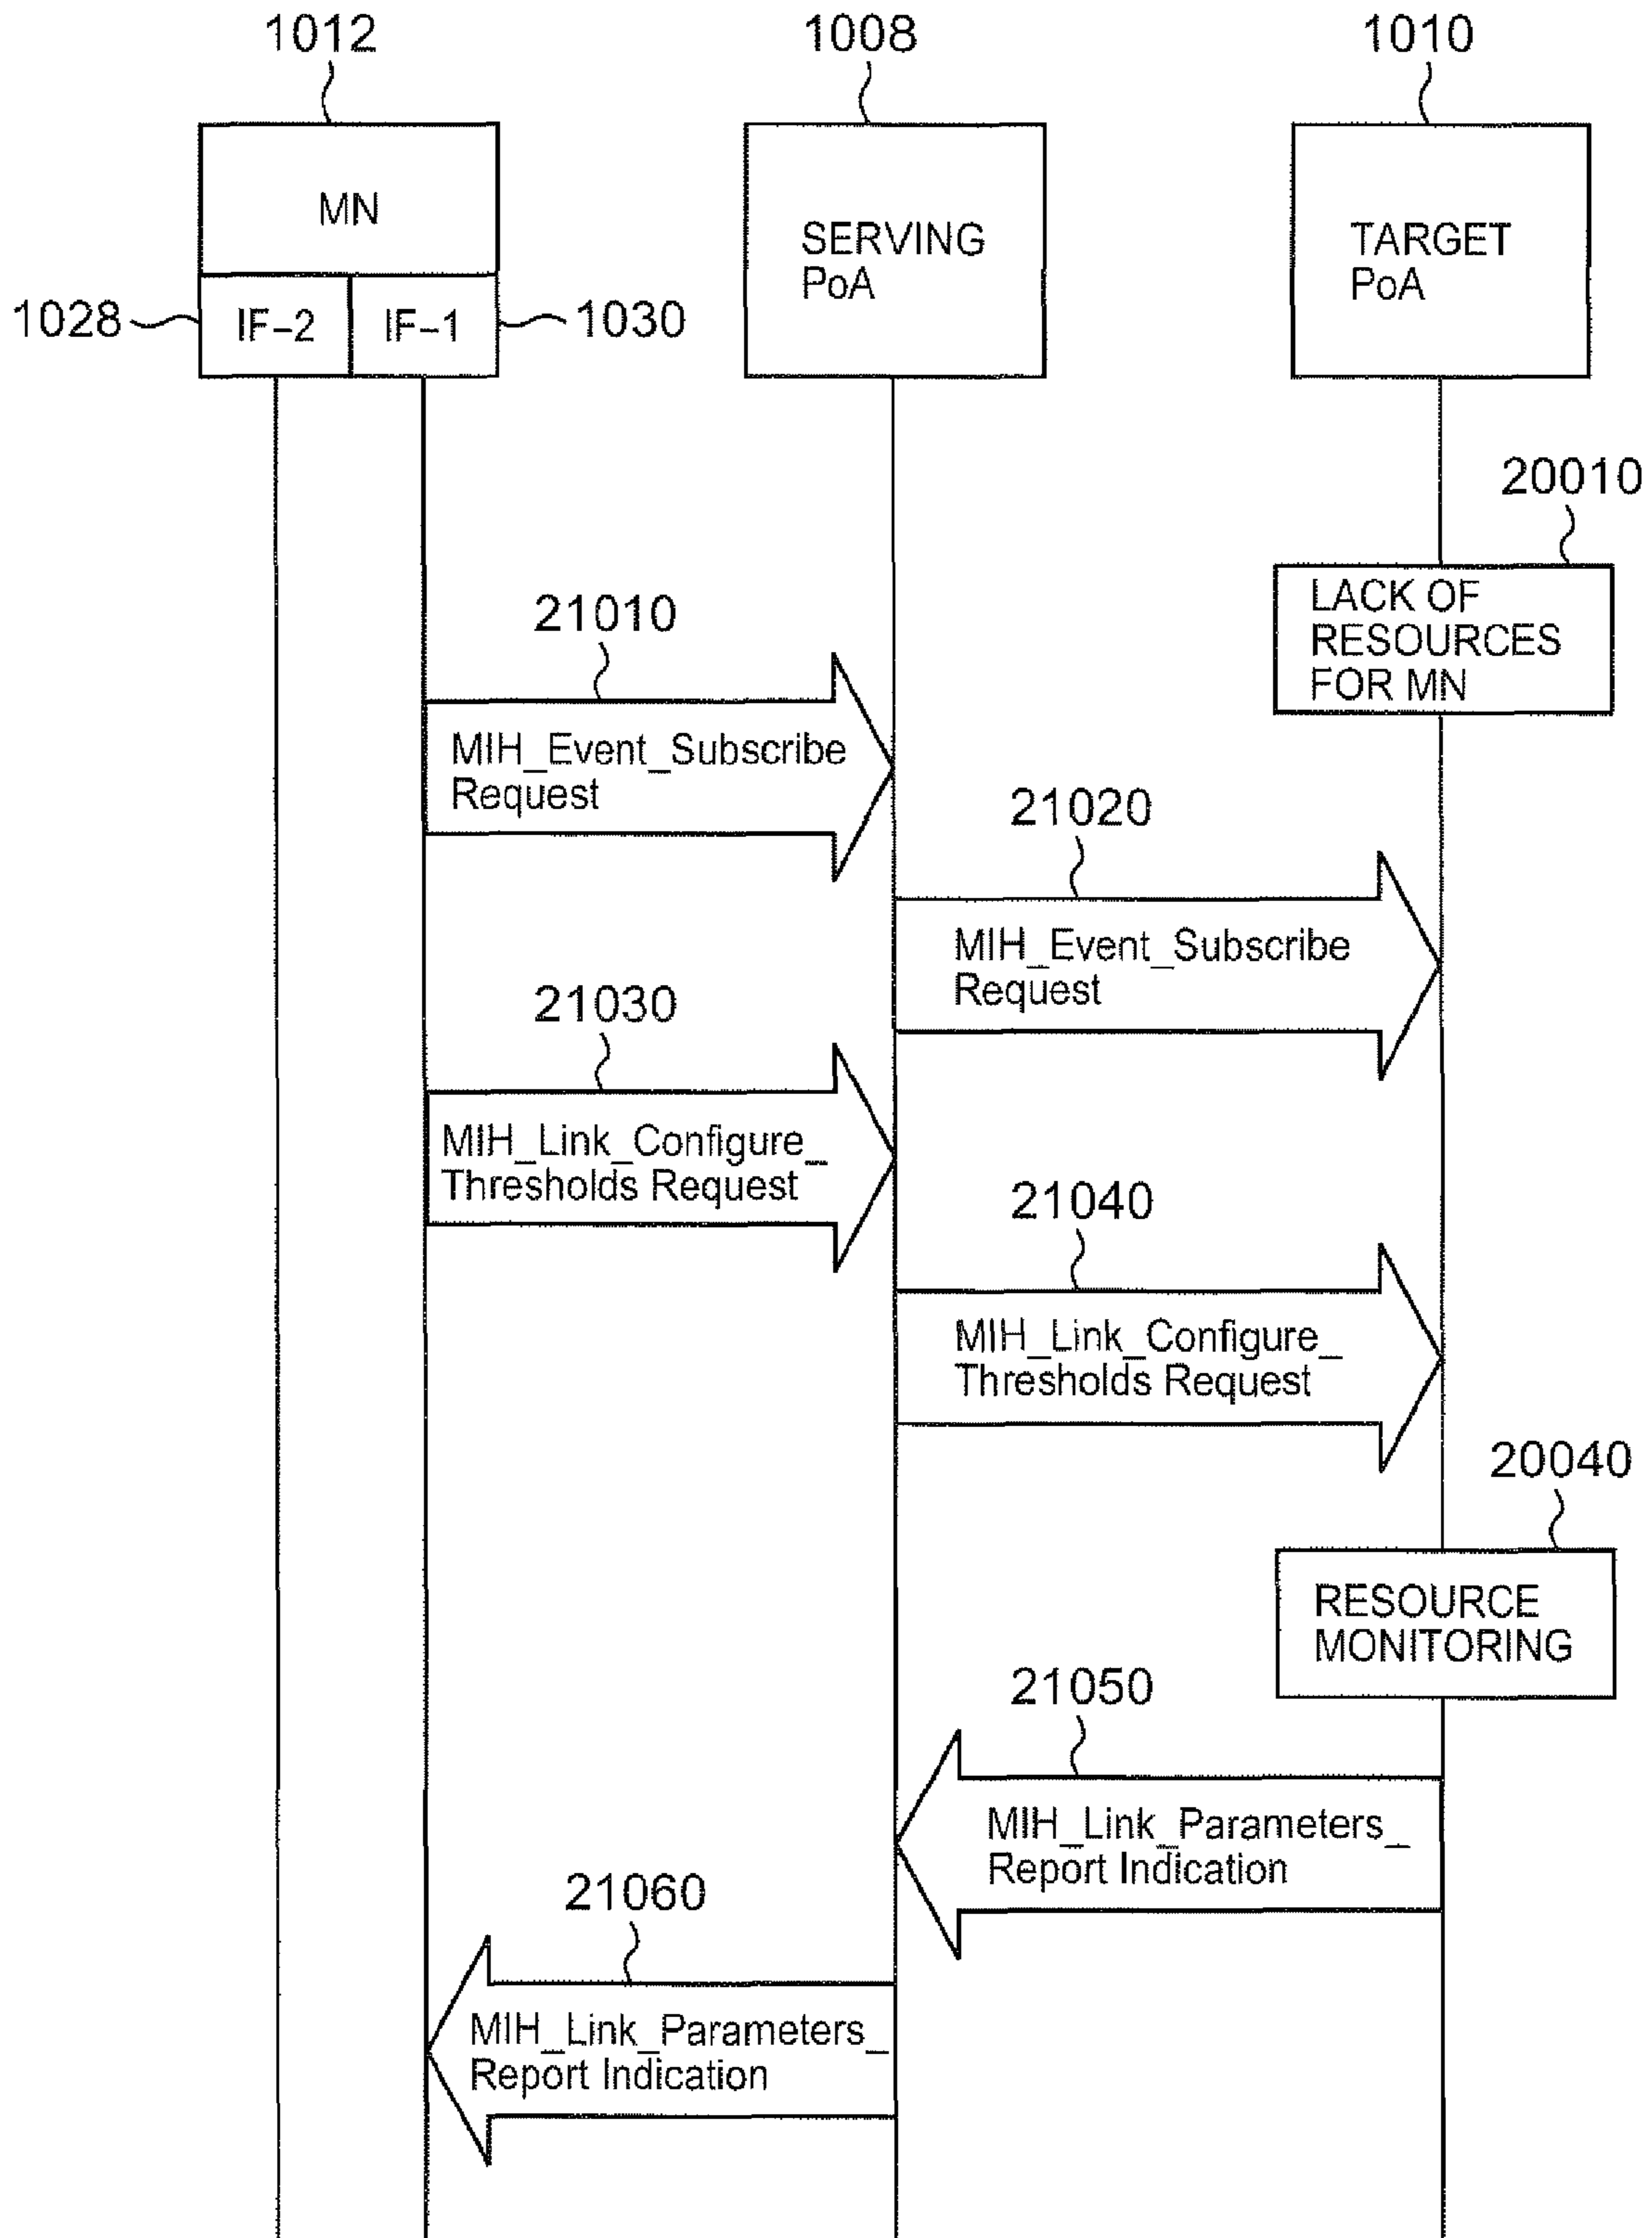 1012
1008
1010
MN
SERVING
PoA
TARGET
PoA
1028
IF-2
IF-1
1030
20010
LACK OF
RESOURCES
FOR MN
21010
MIH_Event_Subscribe
Request
21020
MIH_Event_Subscribe
Request
21030
MIH_Link_Configure_
Thresholds Request
21040
MIH_Link_Configure_
Thresholds Request
20040
RESOURCE
MONITORING
21050
MIH_Link_Parameters_
Report Indication
21060
MIH_Link_Parameters_
Report Indication